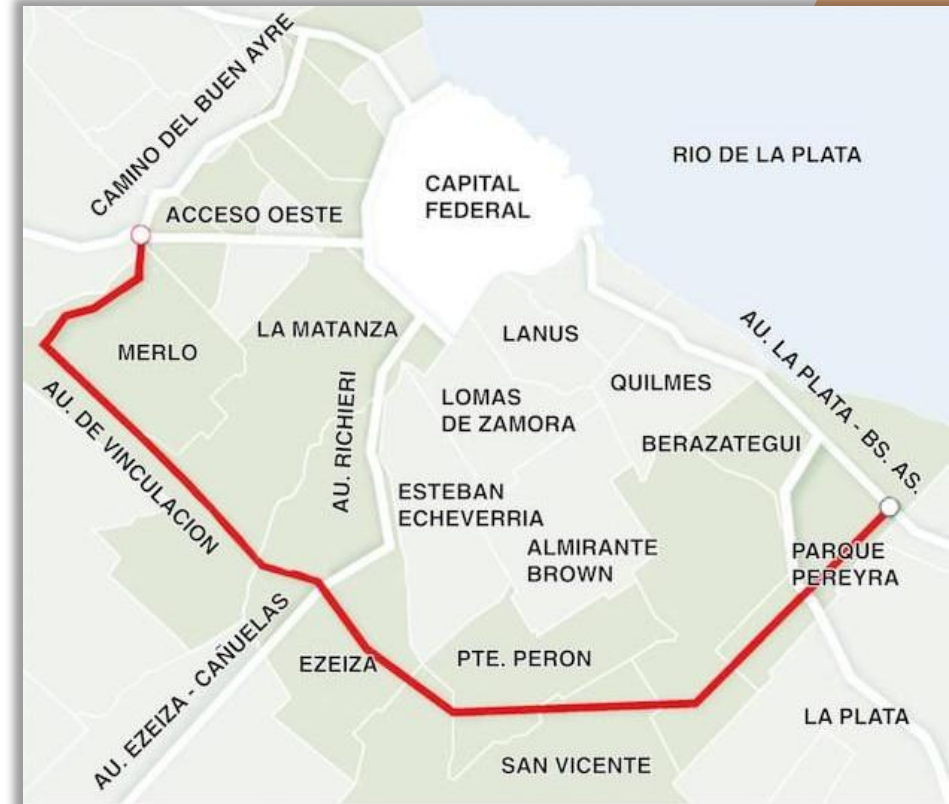 CAMINO DEL BUEN AYRE
RIO DE LA PLATA
CAPITAL
FEDERAL
ACCESO OESTE
LA MATANZA
LANUS
MERLO
AU. LA PLATA - BS. AS.
QUILMES
LOMAS
DE ZAMORA
AU. DE VINCULACION
AU. RICHIERI
BERAZATEGUI
ESTEBAN
ECHEVERRIA
ALMIRANTE
BROWN
PARQUE
PEREYRA
AU. EZEIZA - CAÑUELAS
EZEIZA
PTE. PERON
LA PLATA
SAN VICENTE